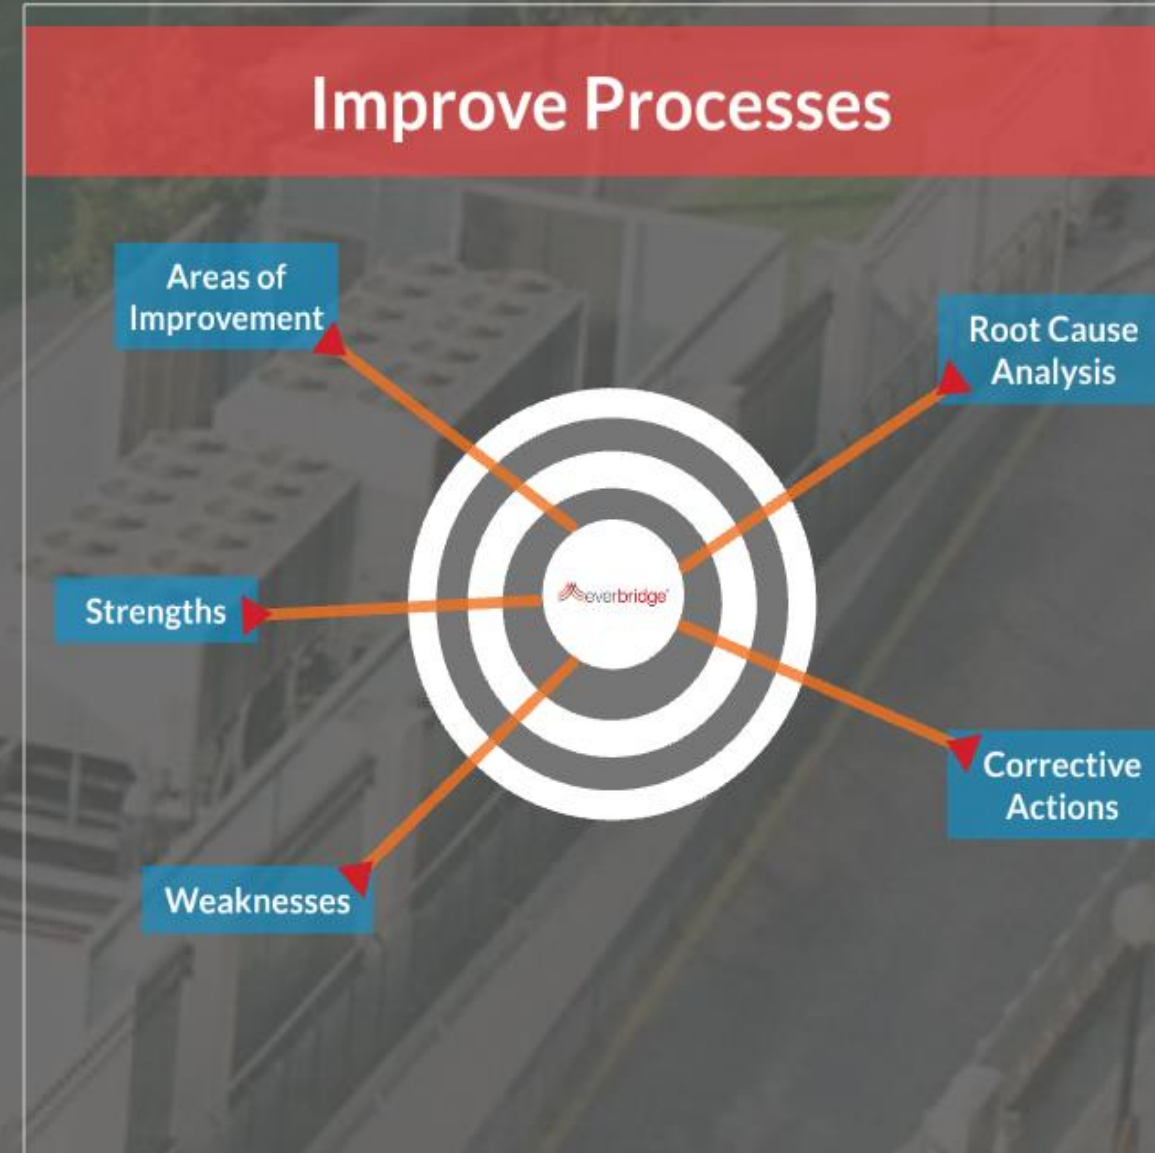 Improve Processes
Areas of
Improvement
Root Cause
Analysis
everbridge
Strengths
Corrective
Actions
Weaknesses